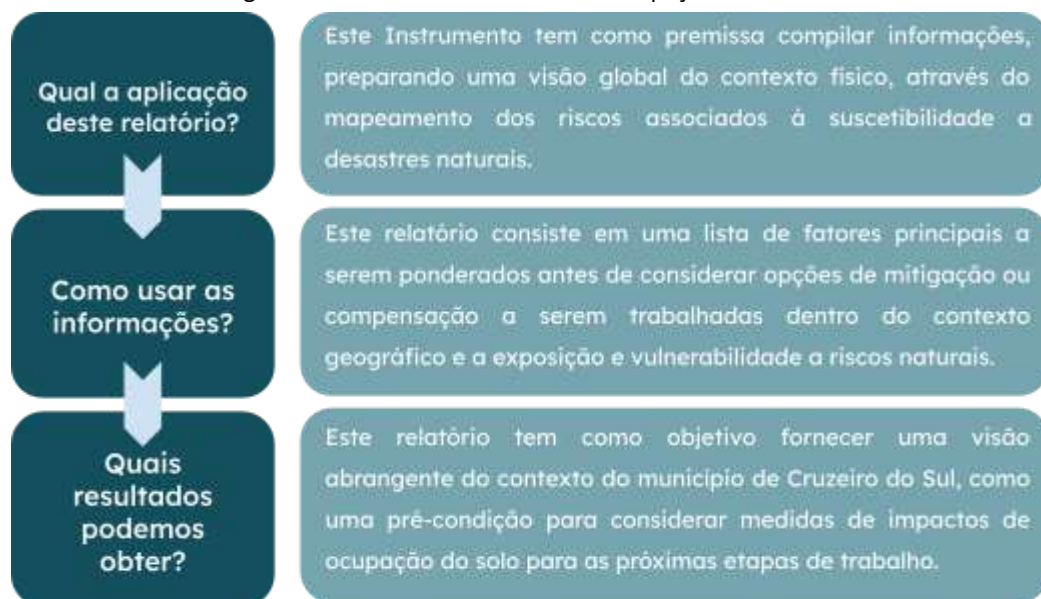 Qual a aplicação
deste relatório?
Este Instrumento tem como premissa compilar informações,
preparando uma visão global do contexto físico, através do
mapeamento dos riscos associados à suscetibilidade a
desastres naturais.
Como usar as
informações?
Este relatório consiste em uma lista de fatores principais a
serem ponderados antes de considerar opções de mitigação ou
compensação a serem trabalhadas dentro do contexto
geográfico e a exposição e vulnerabilidade a riscos naturais.
Quais
resultados
podemos
obter?
Este relatório tem como objetivo fornecer uma visão
abrangente do contexto do município de Cruzeiro do Sul, como
uma pré-condição para considerar medidas de impactos de
ocupação do solo para as próximas etapas de trabalho.